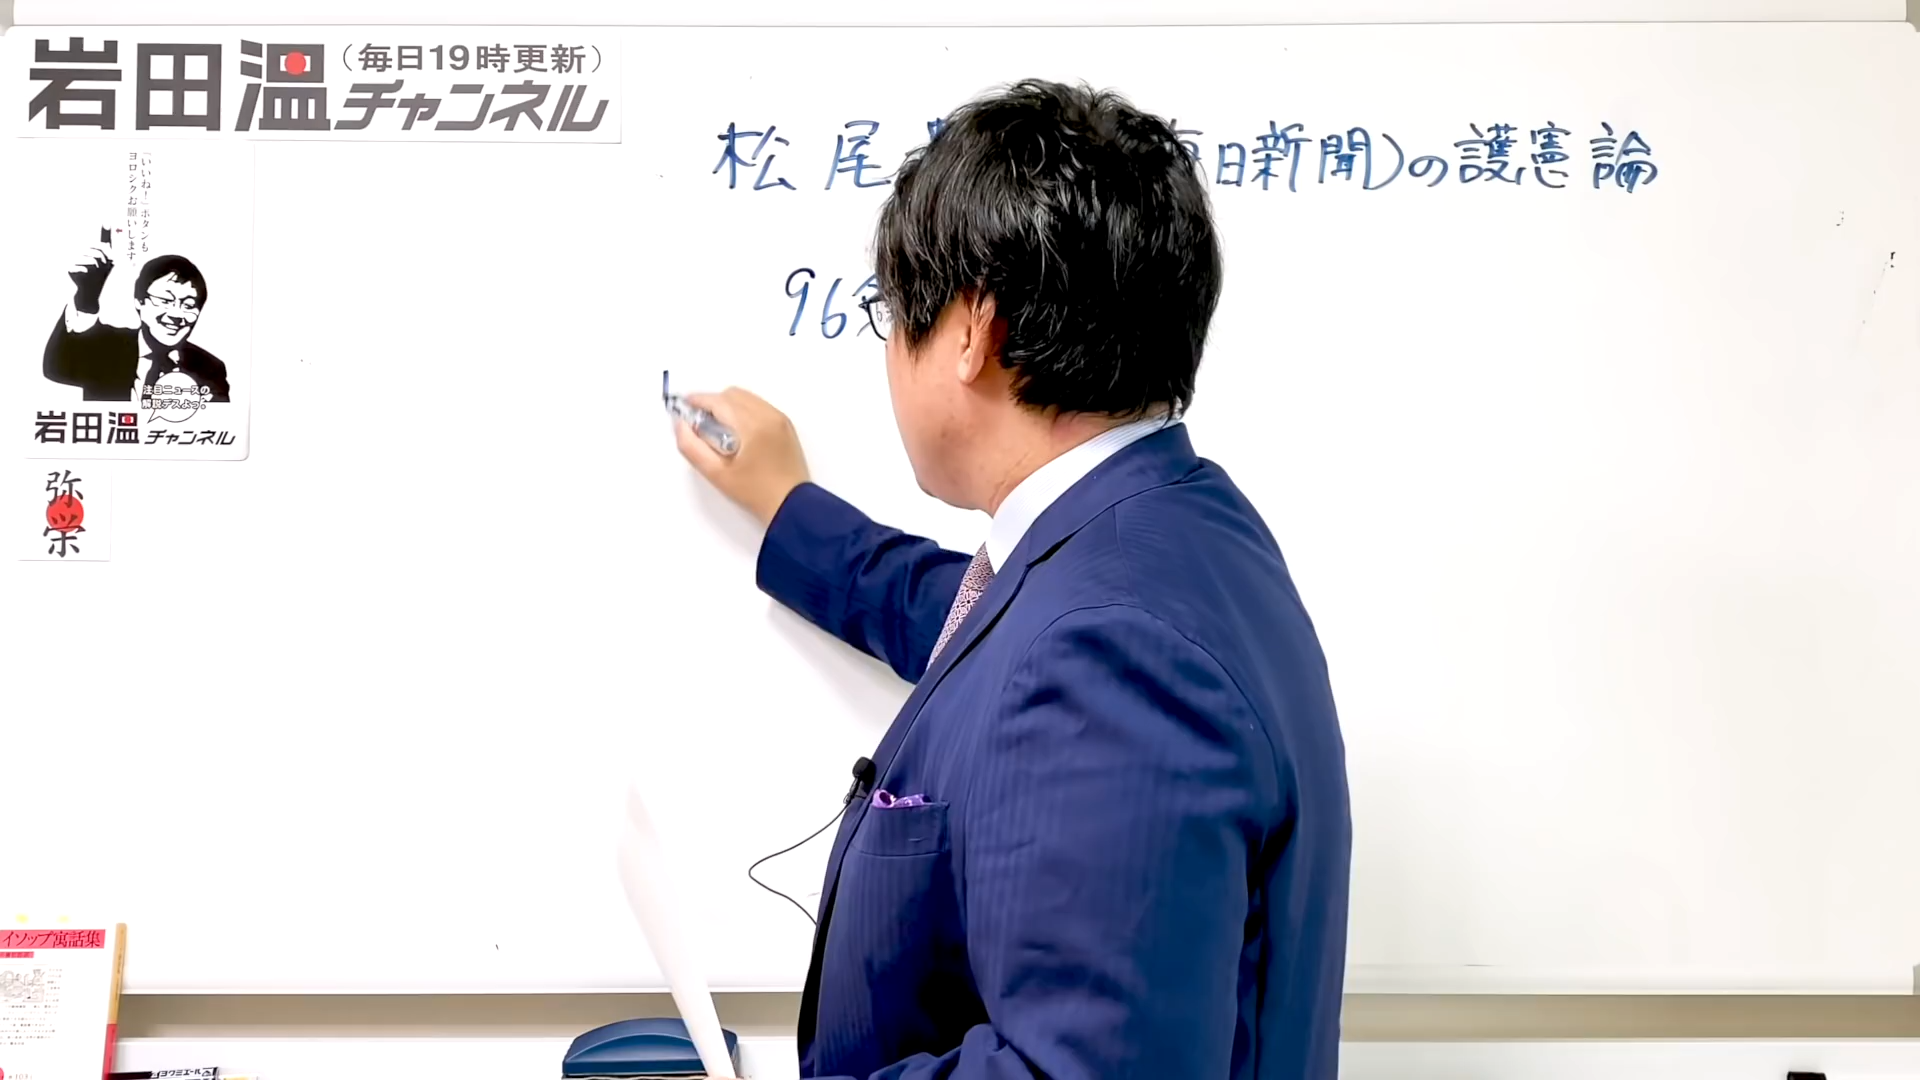 岩田温(毎日19時更新)
チャンネル
「いいね!」ボタンも
ヨロシクお願いします。
注目ニュースの
解説デスよっ。
岩田温チャンネル
弥栄
松尾
日新聞)の護憲論
96条
イソップ寓話集